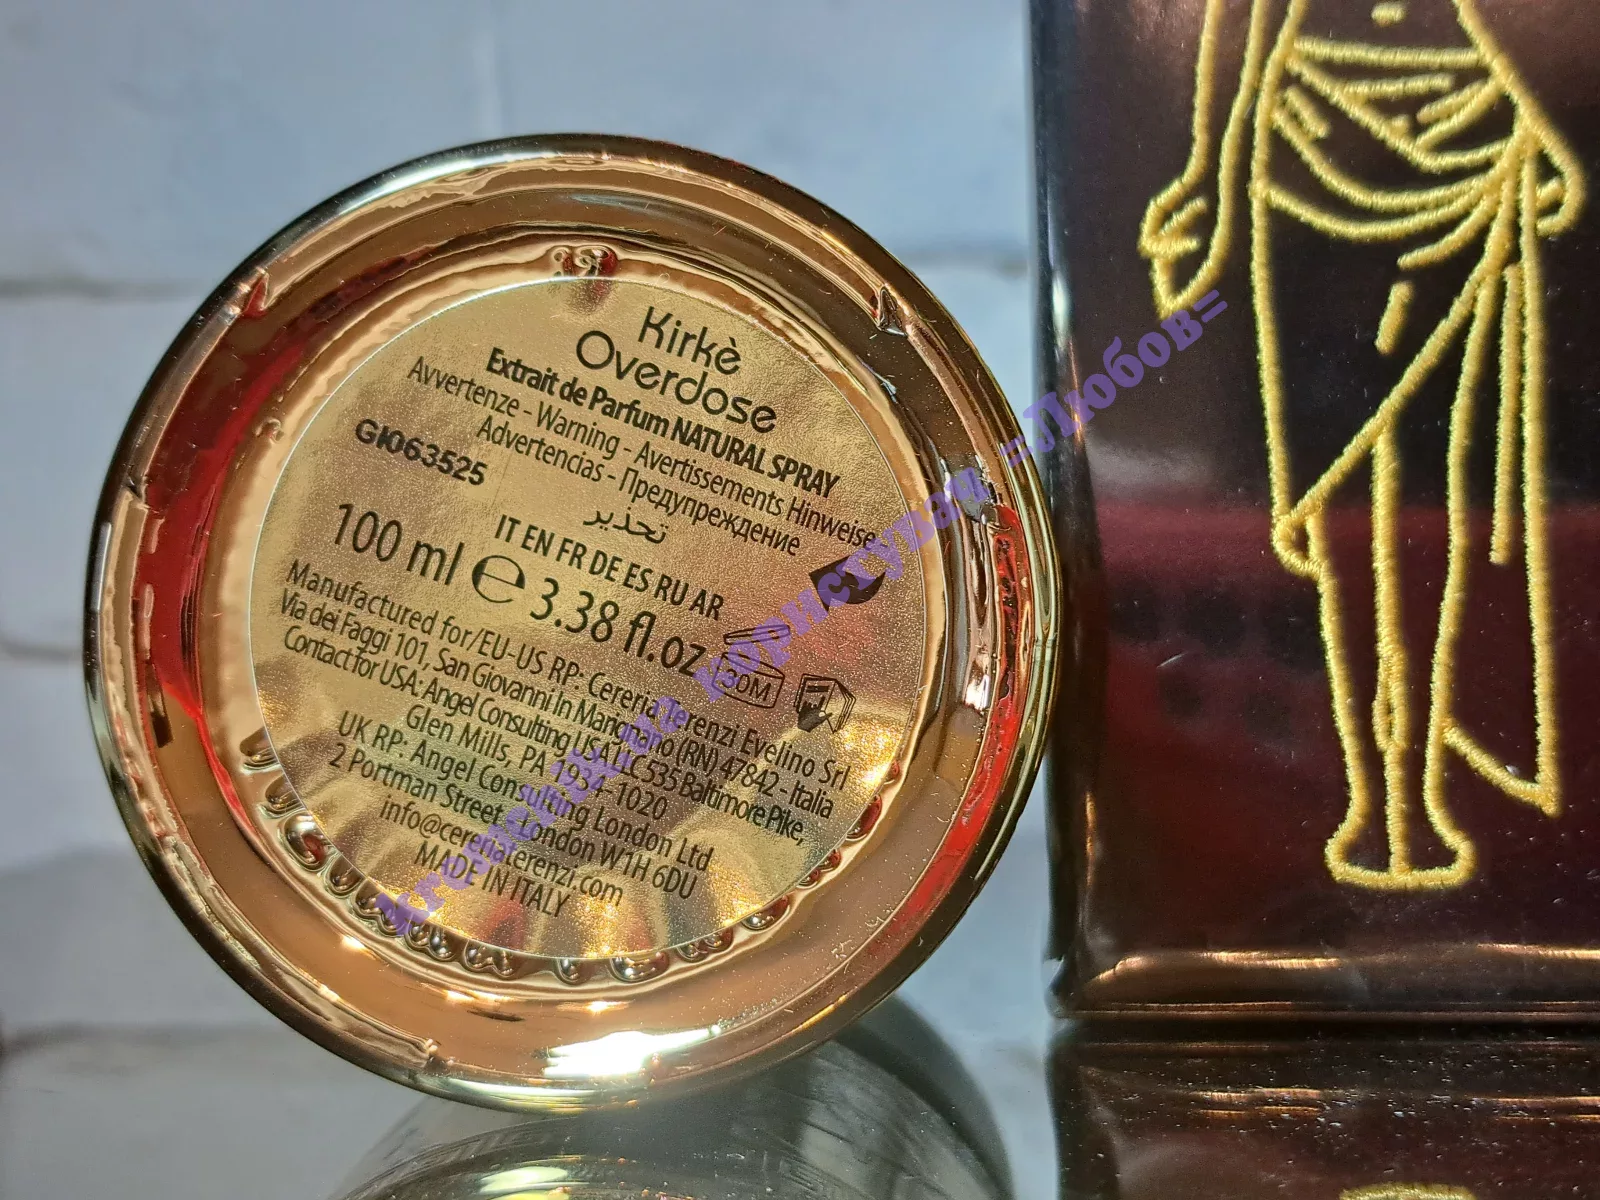 Kirkè
Overdose
Extrait de Parfum NATURAL SPRAY
Avvertenze - Warning - Avertissements Hinweise
Advertencias - Предупреждение
تحذير
GI063525
IT EN FR DE ES RU AR
100 ml ℮ 3.38 fl.oz
30M
Manufactured for/EU-US RP: Cereria Terenzi Evelino Srl
Via dei Faggi 101, San Giovanni In Marignano (RN) 47842 - Italia
Contact for USA: Angel Consulting USA LLC 535 Baltimore Pike,
Glen Mills, PA 1934-1020
UK RP: Angel Consulting London Ltd
2 Portman Street - London W1H 6DU
info@cereriaterenzi.com
MADE IN ITALY
користувач =Любов=